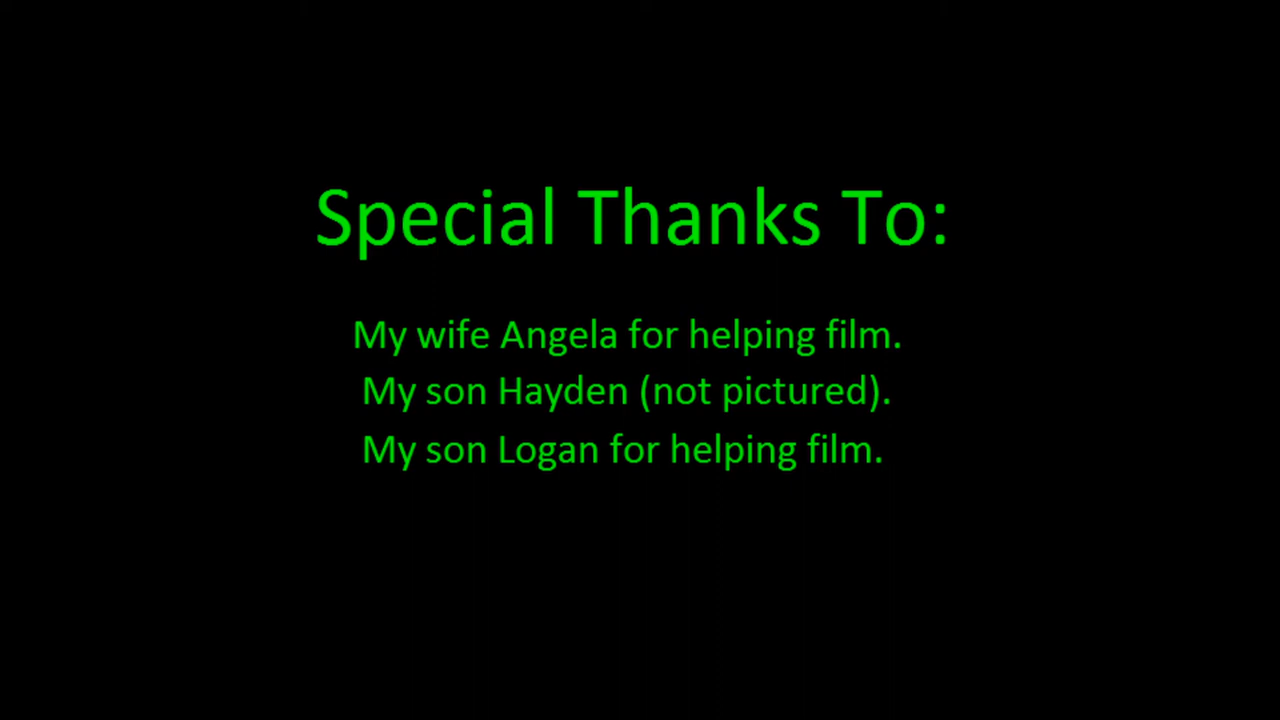 Special Thanks To:
My wife Angela for helping film.
My son Hayden (not pictured).
My son Logan for helping film.